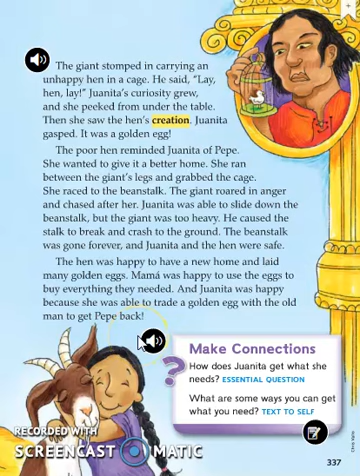 The giant stomped in carrying an
unhappy hen in a cage. He said, “Lay,
hen, lay!” Juanita’s curiosity grew,
and she peeked from under the table.
Then she saw the hen’s creation. Juanita
gasped. It was a golden egg!
The poor hen reminded Juanita of Pepe.
She wanted to give it a better home. She ran
between the giant’s legs and grabbed the cage.
She raced to the beanstalk. The giant roared in anger
and chased after her. Juanita was able to slide down the
beanstalk, but the giant was too heavy. He caused the
stalk to break and crash to the ground. The beanstalk
was gone forever, and Juanita and the hen were safe.
The hen was happy to have a new home and laid
many golden eggs. Mamá was happy to use the eggs to
buy everything they needed. And Juanita was happy
because she was able to trade a golden egg with the old
man to get Pepe back!
?
Make Connections
How does Juanita get what she
needs? ESSENTIAL QUESTION
What are some ways you can get
what you need? TEXT TO SELF
RECORDED WITH
SCREENCAST-O-MATIC
337